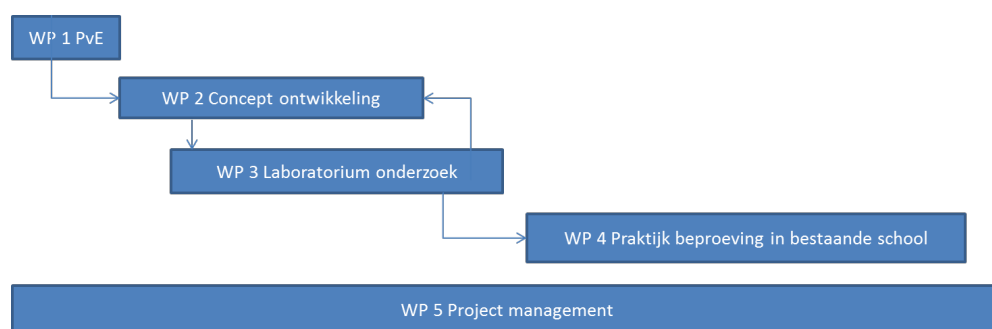 WP 1 PvE
WP 2 Concept ontwikkeling
WP 3 Laboratorium onderzoek
WP 4 Praktijk beproeving in bestaande school
WP 5 Project management